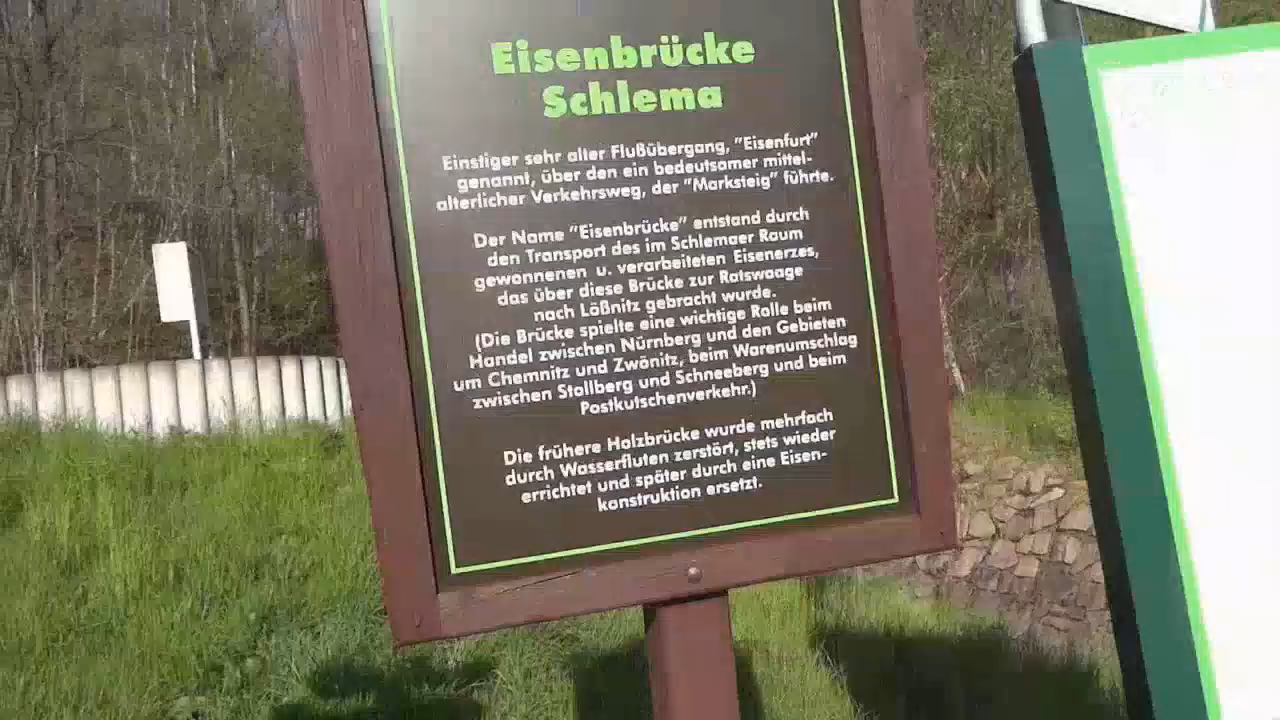 Eisenbrücke
Schlema
Einstiger sehr alter Flußübergang, "Eisenfurt"
genannt, über den ein bedeutsamer mittel-
alterlicher Verkehrsweg, der "Marksteig" führte.
Der Name "Eisenbrücke" entstand durch
den Transport des im Schlemaer Raum
gewonnenen u. verarbeiteten Eisenerzes,
das über diese Brücke zur Ratswaage
nach Lößnitz gebracht wurde.
(Die Brücke spielte eine wichtige Rolle beim
Handel zwischen Nürnberg und den Gebieten
um Chemnitz und Zwönitz, beim Warenumschlag
zwischen Stollberg und Schneeberg und beim
Postkutschenverkehr.)
Die frühere Holzbrücke wurde mehrfach
durch Wasserfluten zerstört, stets wieder
errichtet und später durch eine Eisen-
konstruktion ersetzt.